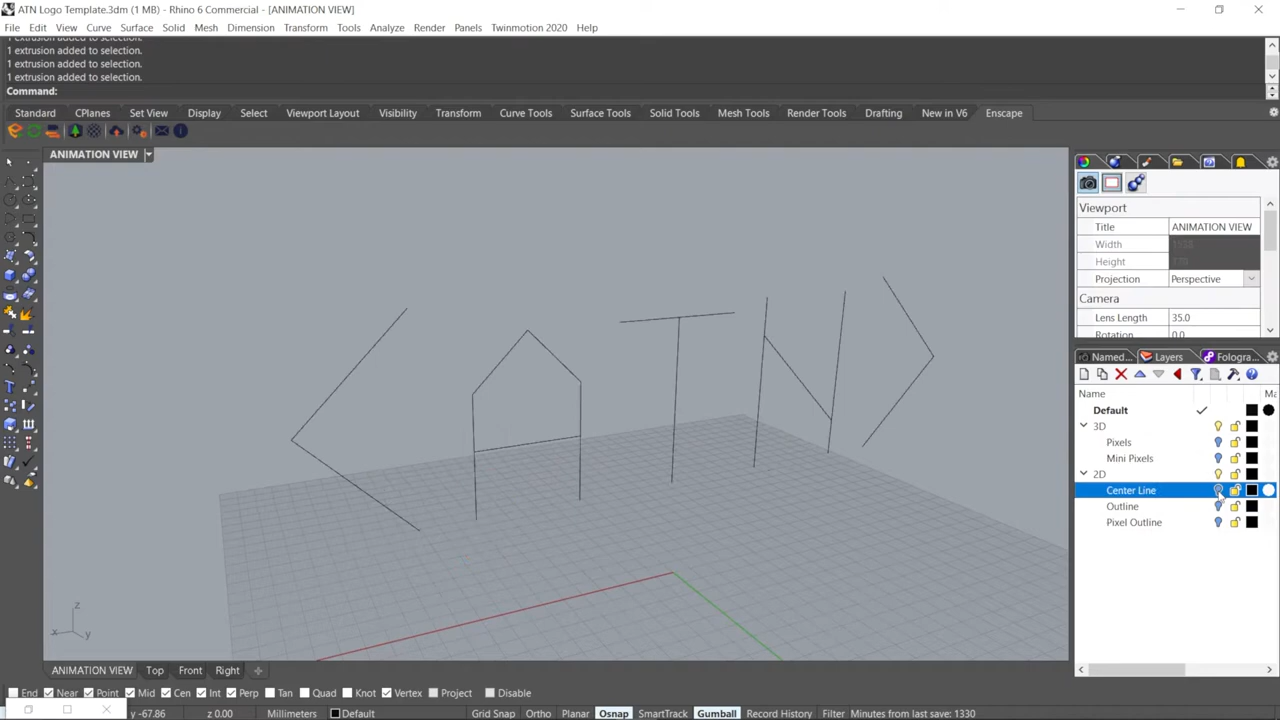 ATN Logo Template.3dm (1 MB) - Rhino 6 Commercial - [ANIMATION VIEW]
File Edit View Curve Surface Solid Mesh Dimension Transform Tools Analyze Render Panels Twinmotion 2020 Help
1 extrusion added to selection.
1 extrusion added to selection.
1 extrusion added to selection.
1 extrusion added to selection.
Command:
Standard CPlanes Set View Display Select Viewport Layout Visibility Transform Curve Tools Surface Tools Solid Tools Mesh Tools Render Tools Drafting New in V6 Enscape
ANIMATION VIEW
Viewport
Title ANIMATION VIEW
Width 1538
Height 770
Projection Perspective
Camera
Lens Length 35.0
Rotation 0.0
Named... Layers Fologra...
Name Ma
Default
3D
Pixels
Mini Pixels
2D
Center Line
Outline
Pixel Outline
z
x y
ANIMATION VIEW Top Front Right
End Near Point Mid Cen Int Perp Tan Quad Knot Vertex Project Disable
y -67.86 z 0.00 Millimeters Default Grid Snap Ortho Planar Osnap SmartTrack Gumball Record History Filter Minutes from last save: 1330